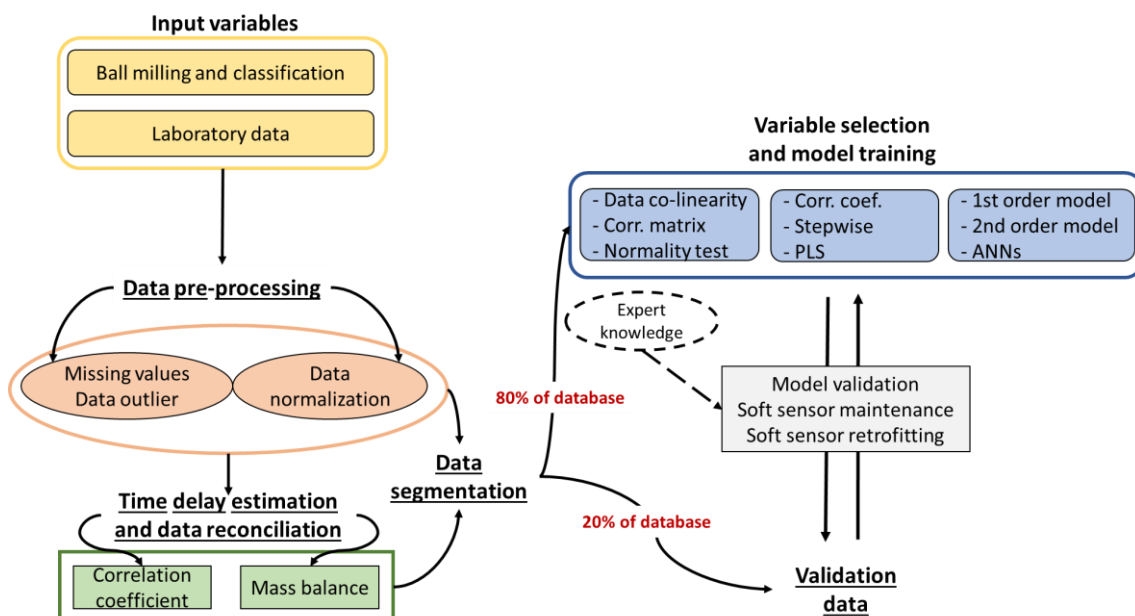 Input variables
Ball milling and classification
Laboratory data
Data pre-processing
Missing values
Data outlier
Data
normalization
Time delay estimation
and data reconciliation
Correlation
coefficient
Mass balance
Data
segmentation
80% of database
20% of database
Variable selection
and model training
- Data co-linearity
- Corr. matrix
- Normality test
- Corr. coef.
- Stepwise
- PLS
- 1st order model
- 2nd order model
- ANNs
Expert
knowledge
Model validation
Soft sensor maintenance
Soft sensor retrofitting
Validation
data